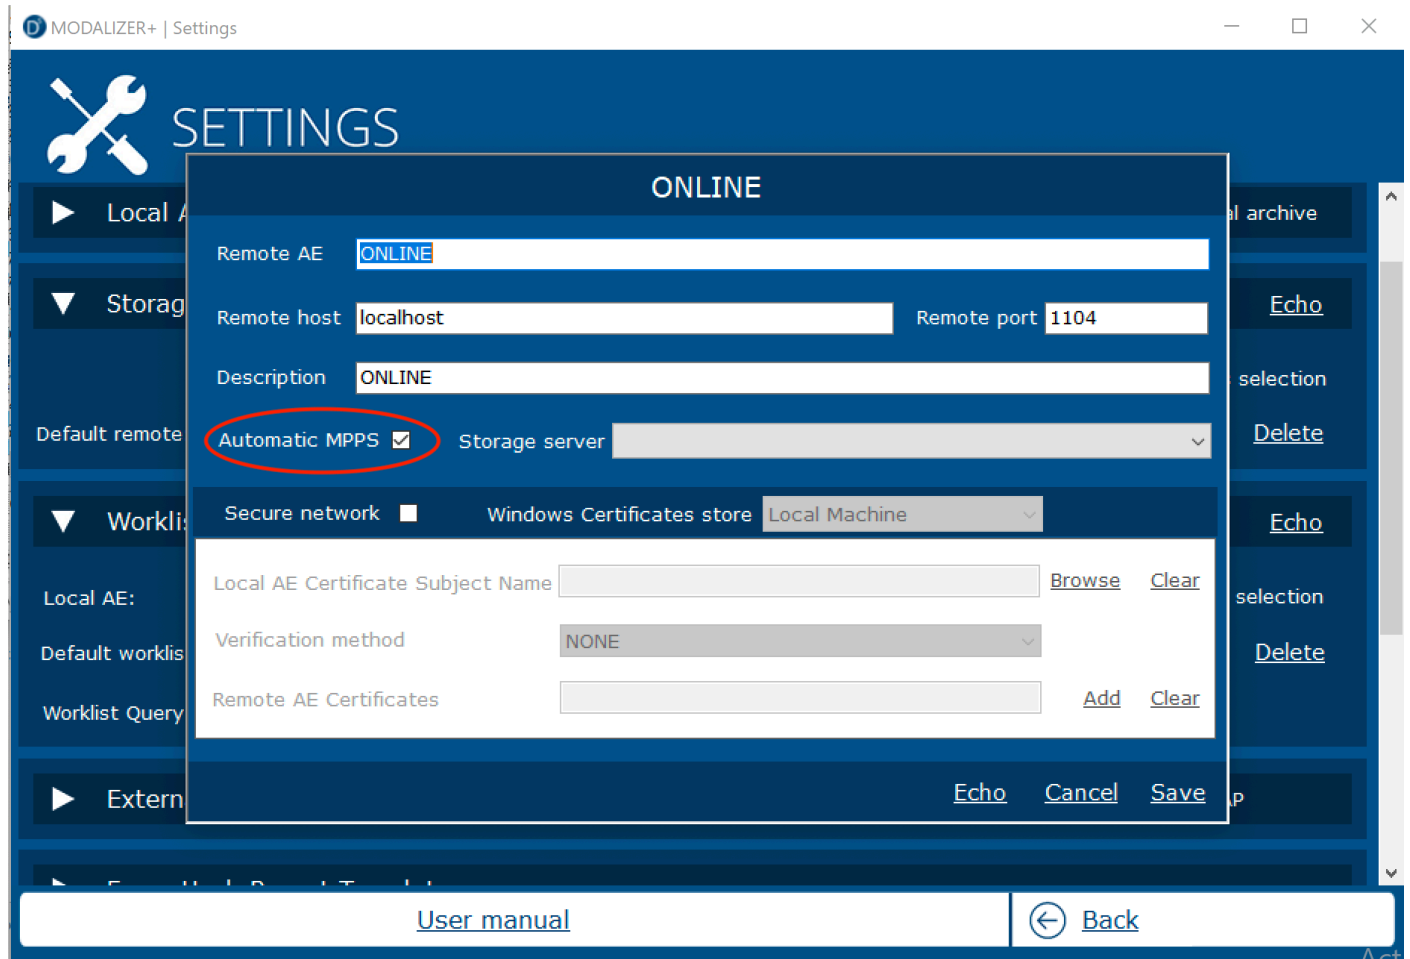 MODALIZER+ | Settings
SETTINGS
ONLINE
Local
al archive
Remote AE ONLINE
Storag
Echo
Remote host localhost Remote port 1104
selection
Description ONLINE
Default remote
Automatic MPPS Storage server
Delete
Secure network Windows Certificates store Local Machine
Workli
Echo
Local AE Certificate Subject Name Browse Clear
Local AE:
selection
Verification method NONE
Default worklis
Delete
Remote AE Certificates Add Clear
Worklist Query
Echo Cancel Save
Extern
AP
User manual
Back
Act